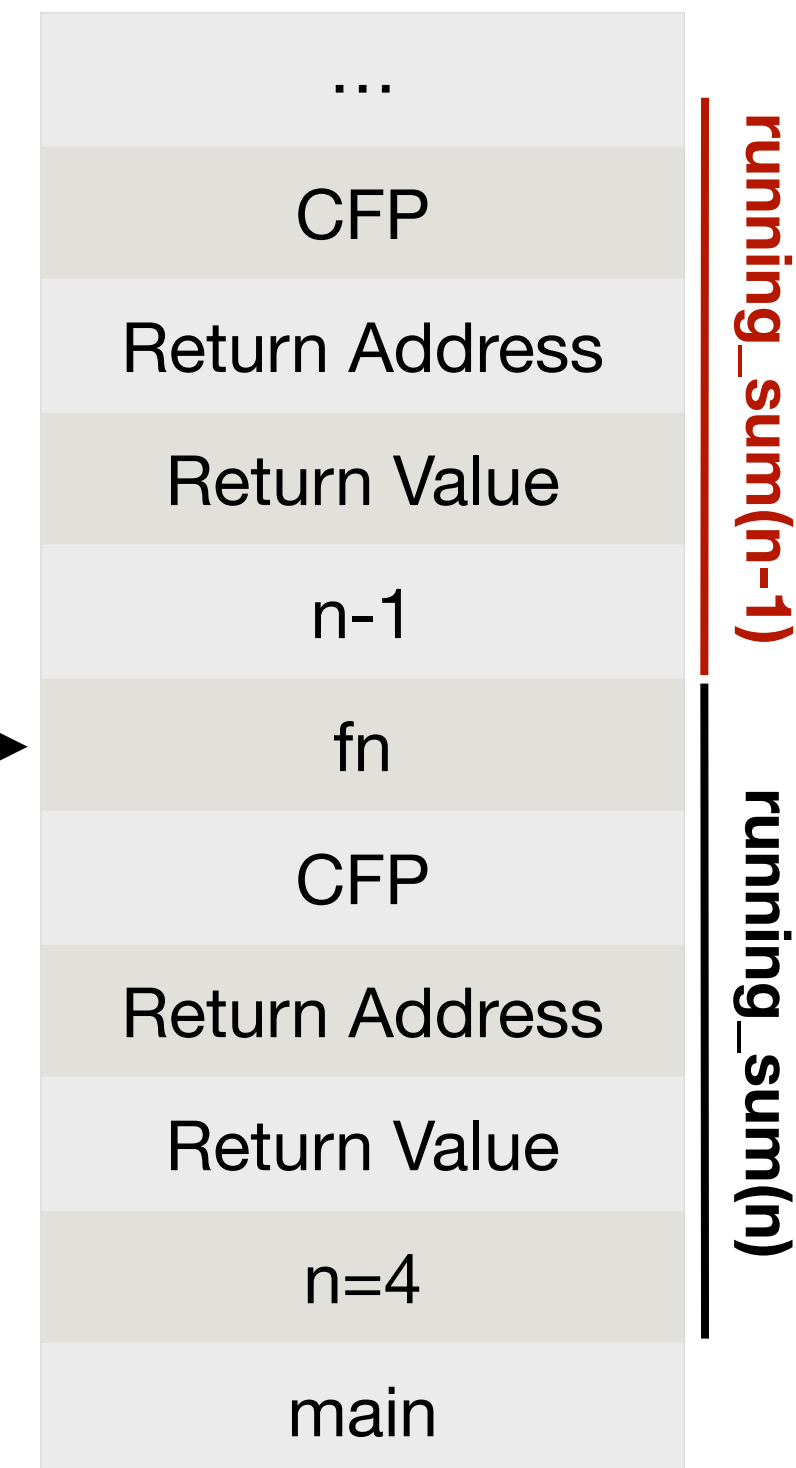 ...
CFP
Return Address
Return Value
n-1
running_sum(n-1)
fn
CFP
Return Address
Return Value
n=4
running_sum(n)
main